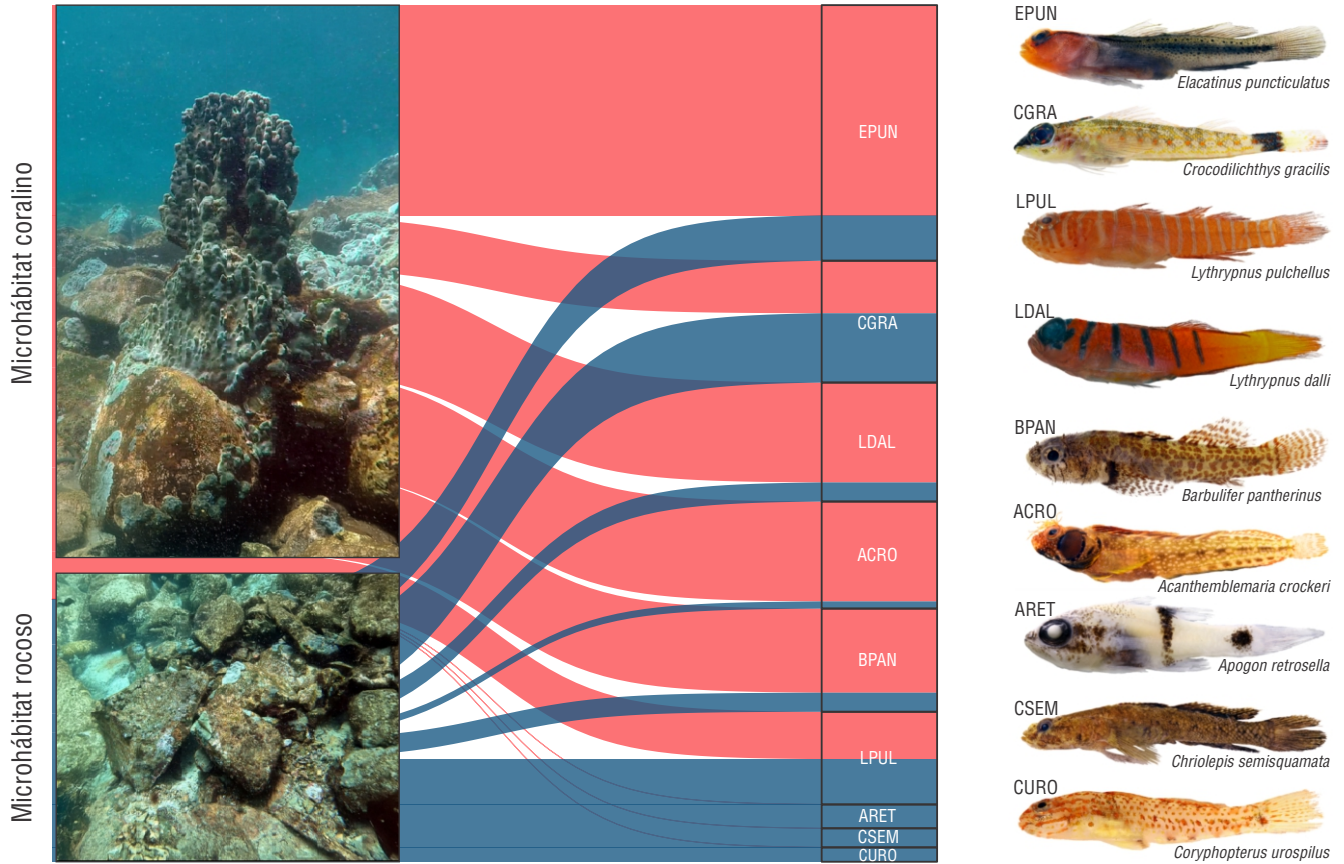 Microhábitat coralino
Microhábitat rocoso
EPUN
CGRA
LDAL
ACRO
BPAN
LPUL
ARET
CSEM
CURO
EPUN
Elacatinus puncticulatus
CGRA
Crocodilichthys gracilis
LPUL
Lythrypnus pulchellus
LDAL
Lythrypnus dalli
BPAN
Barbulifer pantherinus
ACRO
Acanthemblemaria crockeri
ARET
Apogon retrosella
CSEM
Chriolepis semisquamata
CURO
Coryphopterus urospilus